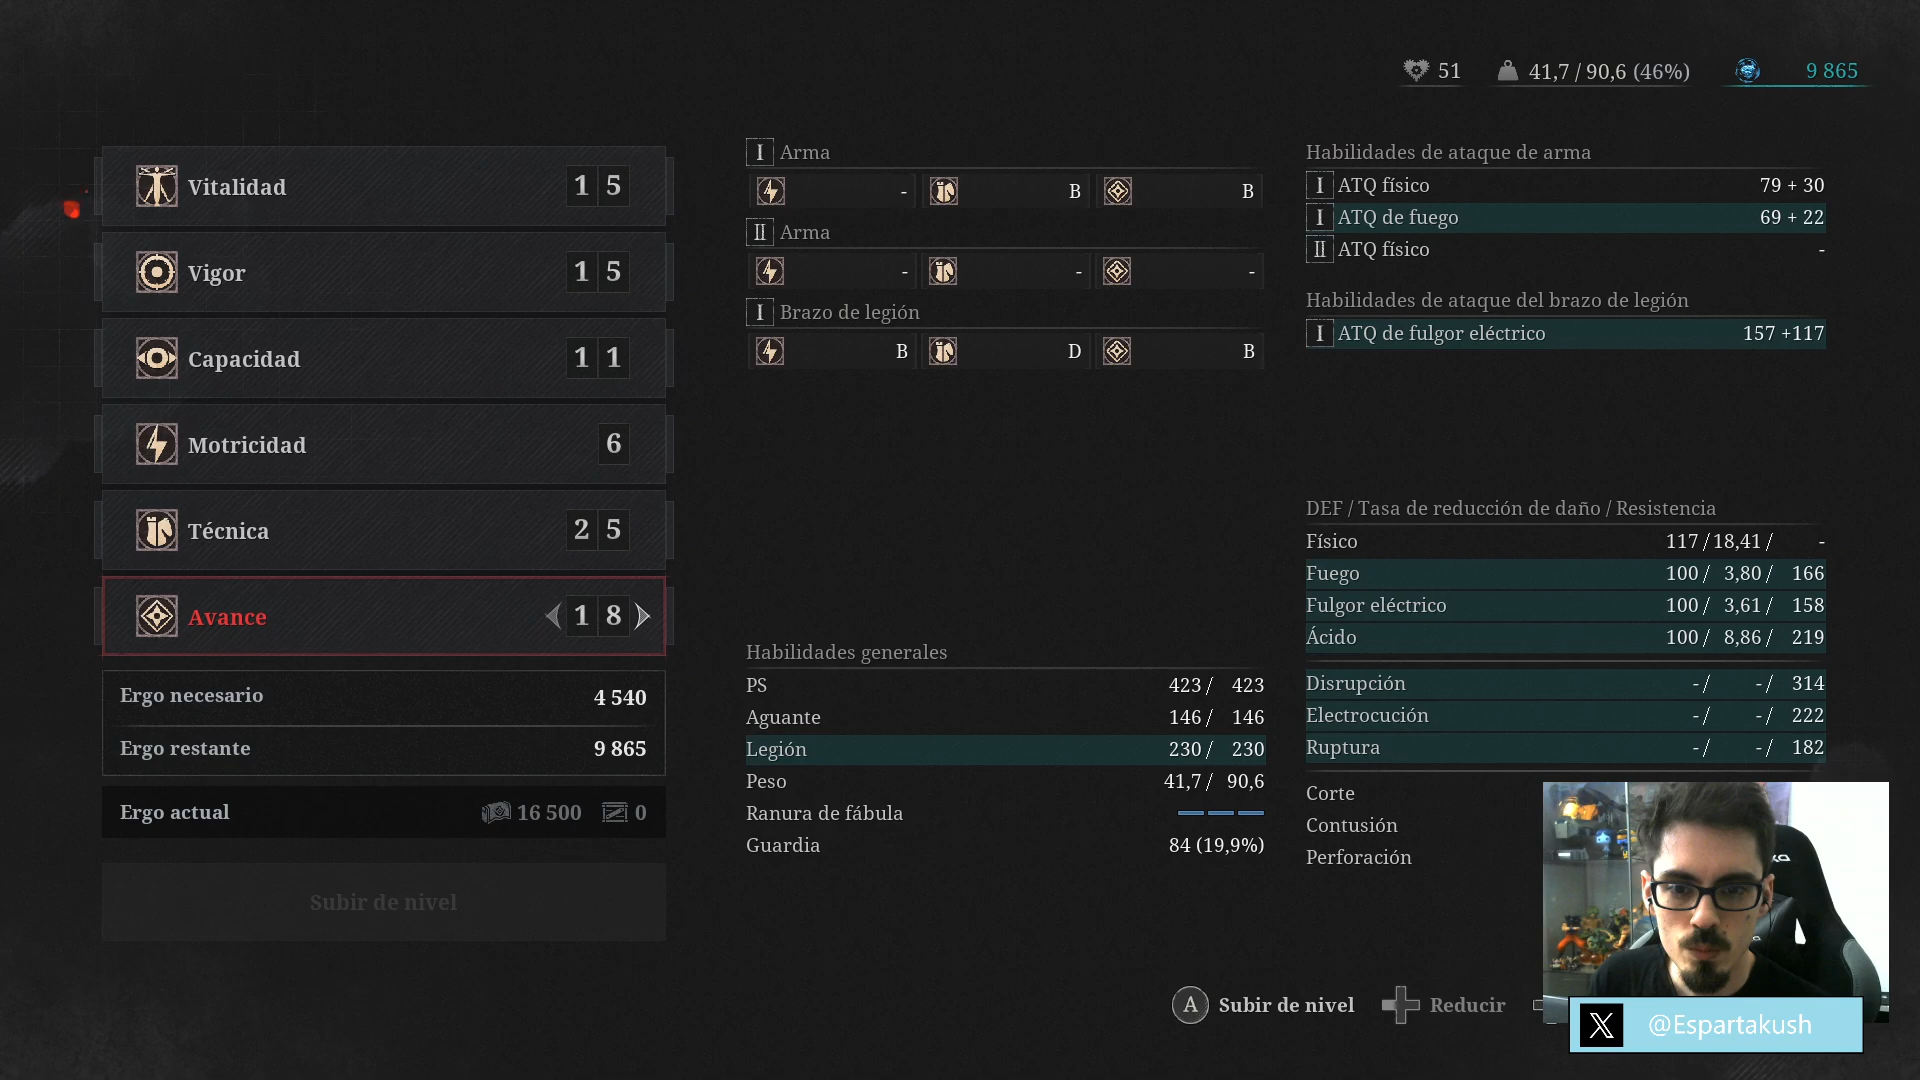 51
41,7 / 90,6 (46%)
9 865
Vitalidad 15
Vigor 15
Capacidad 11
Motricidad 6
Técnica 25
Avance 18
Ergo necesario 4 540
Ergo restante 9 865
Ergo actual 16 500 0
Subir de nivel
I Arma
- B B
II Arma
- - -
I Brazo de legión
B D B
Habilidades generales
PS 423 / 423
Aguante 146 / 146
Legión 230 / 230
Peso 41,7 / 90,6
Ranura de fábula
Guardia 84 (19,9%)
Habilidades de ataque de arma
I ATQ físico 79 + 30
I ATQ de fuego 69 + 22
II ATQ físico -
Habilidades de ataque del brazo de legión
I ATQ de fulgor eléctrico 157 +117
DEF / Tasa de reducción de daño / Resistencia
Físico 117 / 18,41 / -
Fuego 100 / 3,80 / 166
Fulgor eléctrico 100 / 3,61 / 158
Ácido 100 / 8,86 / 219
Disrupción - / - / 314
Electrocución - / - / 222
Ruptura - / - / 182
Corte
Contusión
Perforación
A Subir de nivel
Reducir
X @Espartakush